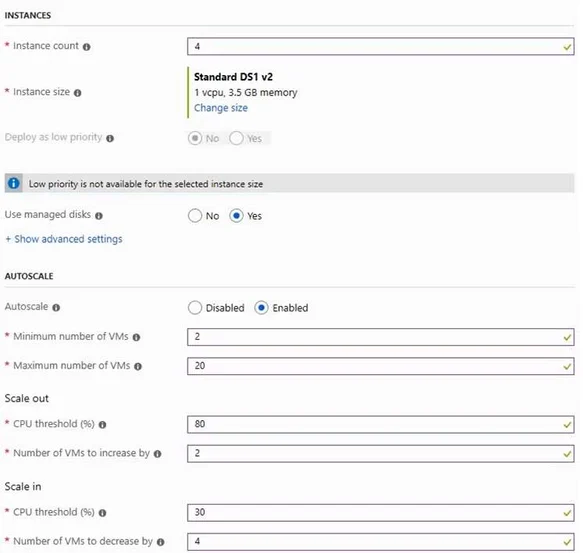 INSTANCES
* Instance count 4
* Instance size Standard DS1 v2
1 vcpu, 3.5 GB memory
Change size
Deploy as low priority No Yes
Low priority is not available for the selected instance size
Use managed disks No Yes
+ Show advanced settings
AUTOSCALE
Autoscale Disabled Enabled
* Minimum number of VMs 2
* Maximum number of VMs 20
Scale out
* CPU threshold (%) 80
* Number of VMs to increase by 2
Scale in
* CPU threshold (%) 30
* Number of VMs to decrease by 4